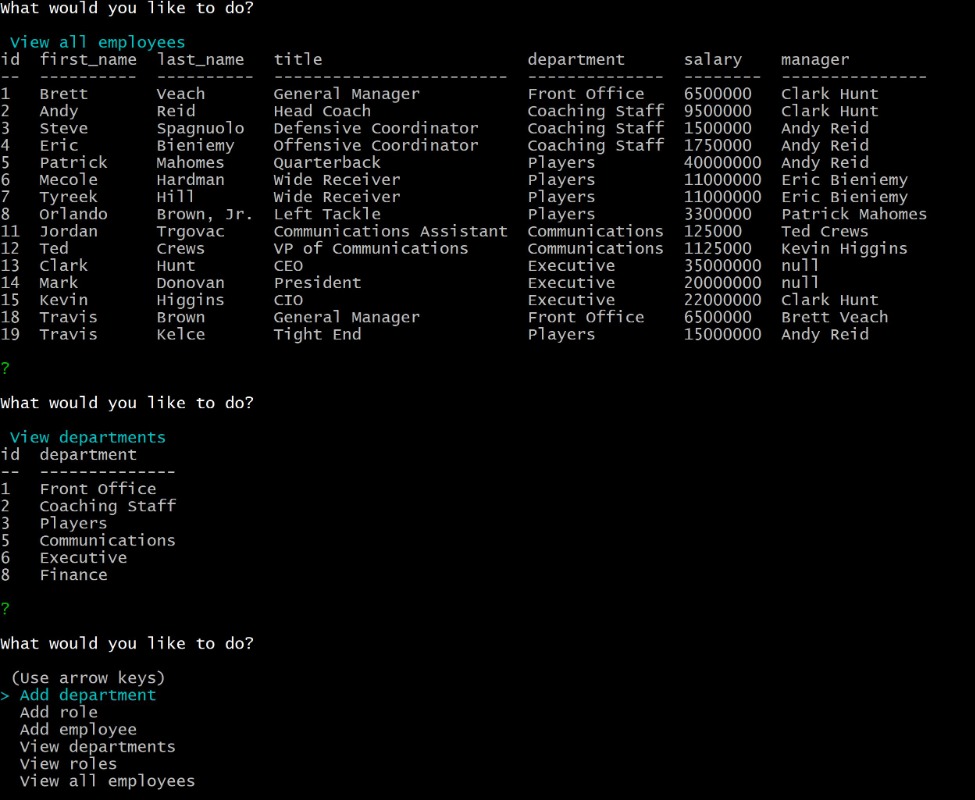 What would you like to do?
View all employees
id  first_name  last_name   title                     department      salary    manager
--  ----------  ----------  ------------------------  --------------  --------  ---------------
1   Brett       Veach       General Manager           Front Office    6500000   Clark Hunt
2   Andy        Reid        Head Coach                Coaching Staff  9500000   Clark Hunt
3   Steve       Spagnuolo   Defensive Coordinator     Coaching Staff  1500000   Andy Reid
4   Eric        Bieniemy    Offensive Coordinator     Coaching Staff  1750000   Andy Reid
5   Patrick     Mahomes     Quarterback               Players         40000000  Andy Reid
6   Mecole      Hardman     Wide Receiver             Players         11000000  Eric Bieniemy
7   Tyreek      Hill        Wide Receiver             Players         11000000  Eric Bieniemy
8   Orlando     Brown, Jr.  Left Tackle               Players         3300000   Patrick Mahomes
11  Jordan      Trgovac     Communications Assistant  Communications  125000    Ted Crews
12  Ted         Crews       VP of Communications      Communications  1125000   Kevin Higgins
13  Clark       Hunt        CEO                       Executive       35000000  null
14  Mark        Donovan     President                 Executive       20000000  null
15  Kevin       Higgins     CIO                       Executive       22000000  Clark Hunt
18  Travis      Brown       General Manager           Front Office    6500000   Brett Veach
19  Travis      Kelce       Tight End                 Players         15000000  Andy Reid
?
What would you like to do?
View departments
id  department
--  --------------
1   Front Office
2   Coaching Staff
3   Players
5   Communications
6   Executive
8   Finance
?
What would you like to do?
(Use arrow keys)
> Add department
Add role
Add employee
View departments
View roles
View all employees